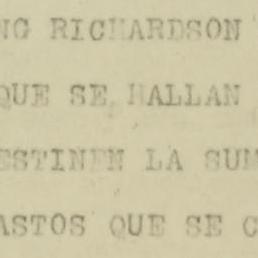 NG RICHARDSON
QUE SE HALLAN
ESTINEN LA SUM
ASTOS QUE SE C